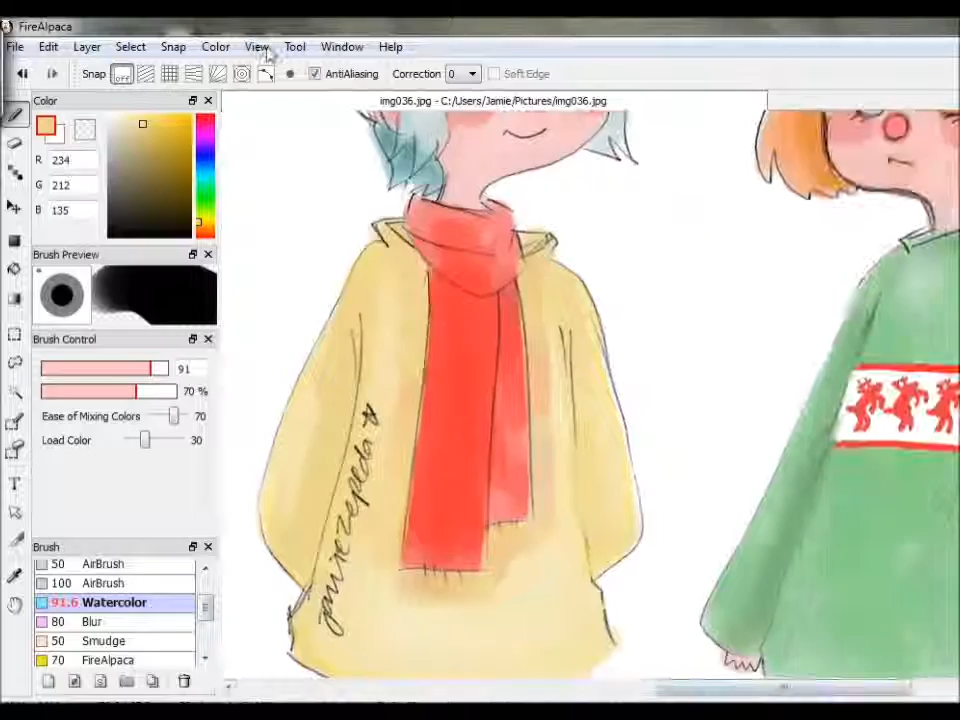 FireAlpaca
File Edit Layer Select Snap Color View Tool Window Help
Snap off AntiAliasing Correction 0 Soft Edge
Color
img036.jpg - C:/Users/Jamie/Pictures/img036.jpg
R 234
G 212
B 135
Brush Preview
Brush Control
91
70 %
Ease of Mixing Colors 70
Load Color 30
jamiezepeda
Brush
50 AirBrush
100 AirBrush
91.6 Watercolor
80 Blur
50 Smudge
70 FireAlpaca